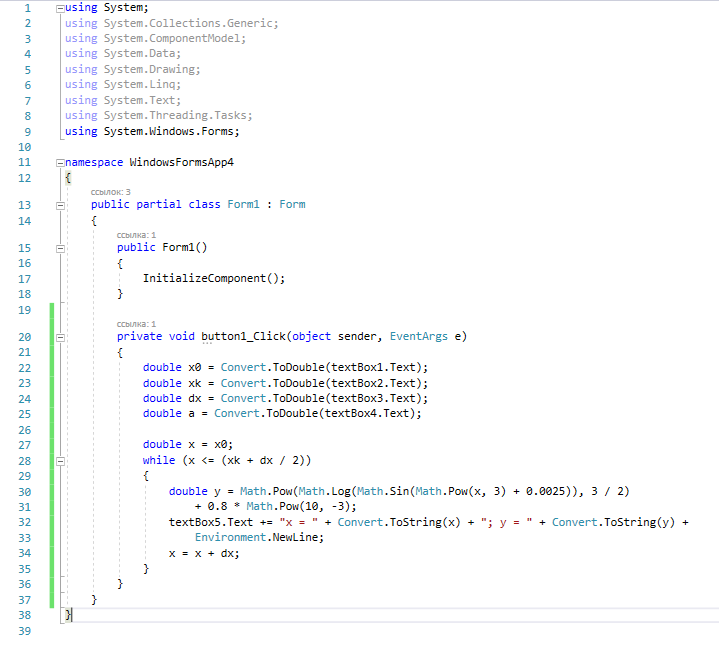 1 using System;
2 using System.Collections.Generic;
3 using System.ComponentModel;
4 using System.Data;
5 using System.Drawing;
6 using System.Linq;
7 using System.Text;
8 using System.Threading.Tasks;
9 using System.Windows.Forms;
10
11 namespace WindowsFormsApp4
12 {
ссылок: 3
13 public partial class Form1 : Form
14 {
ссылка: 1
15 public Form1()
16 {
17 InitializeComponent();
18 }
19
ссылка: 1
20 private void button1_Click(object sender, EventArgs e)
21 {
22 double x0 = Convert.ToDouble(textBox1.Text);
23 double xk = Convert.ToDouble(textBox2.Text);
24 double dx = Convert.ToDouble(textBox3.Text);
25 double a = Convert.ToDouble(textBox4.Text);
26
27 double x = x0;
28 while (x <= (xk + dx / 2))
29 {
30 double y = Math.Pow(Math.Log(Math.Sin(Math.Pow(x, 3) + 0.0025)), 3 / 2)
31 + 0.8 * Math.Pow(10, -3);
32 textBox5.Text += "x = " + Convert.ToString(x) + "; y = " + Convert.ToString(y) +
33 Environment.NewLine;
34 x = x + dx;
35 }
36 }
37 }
38 }
39